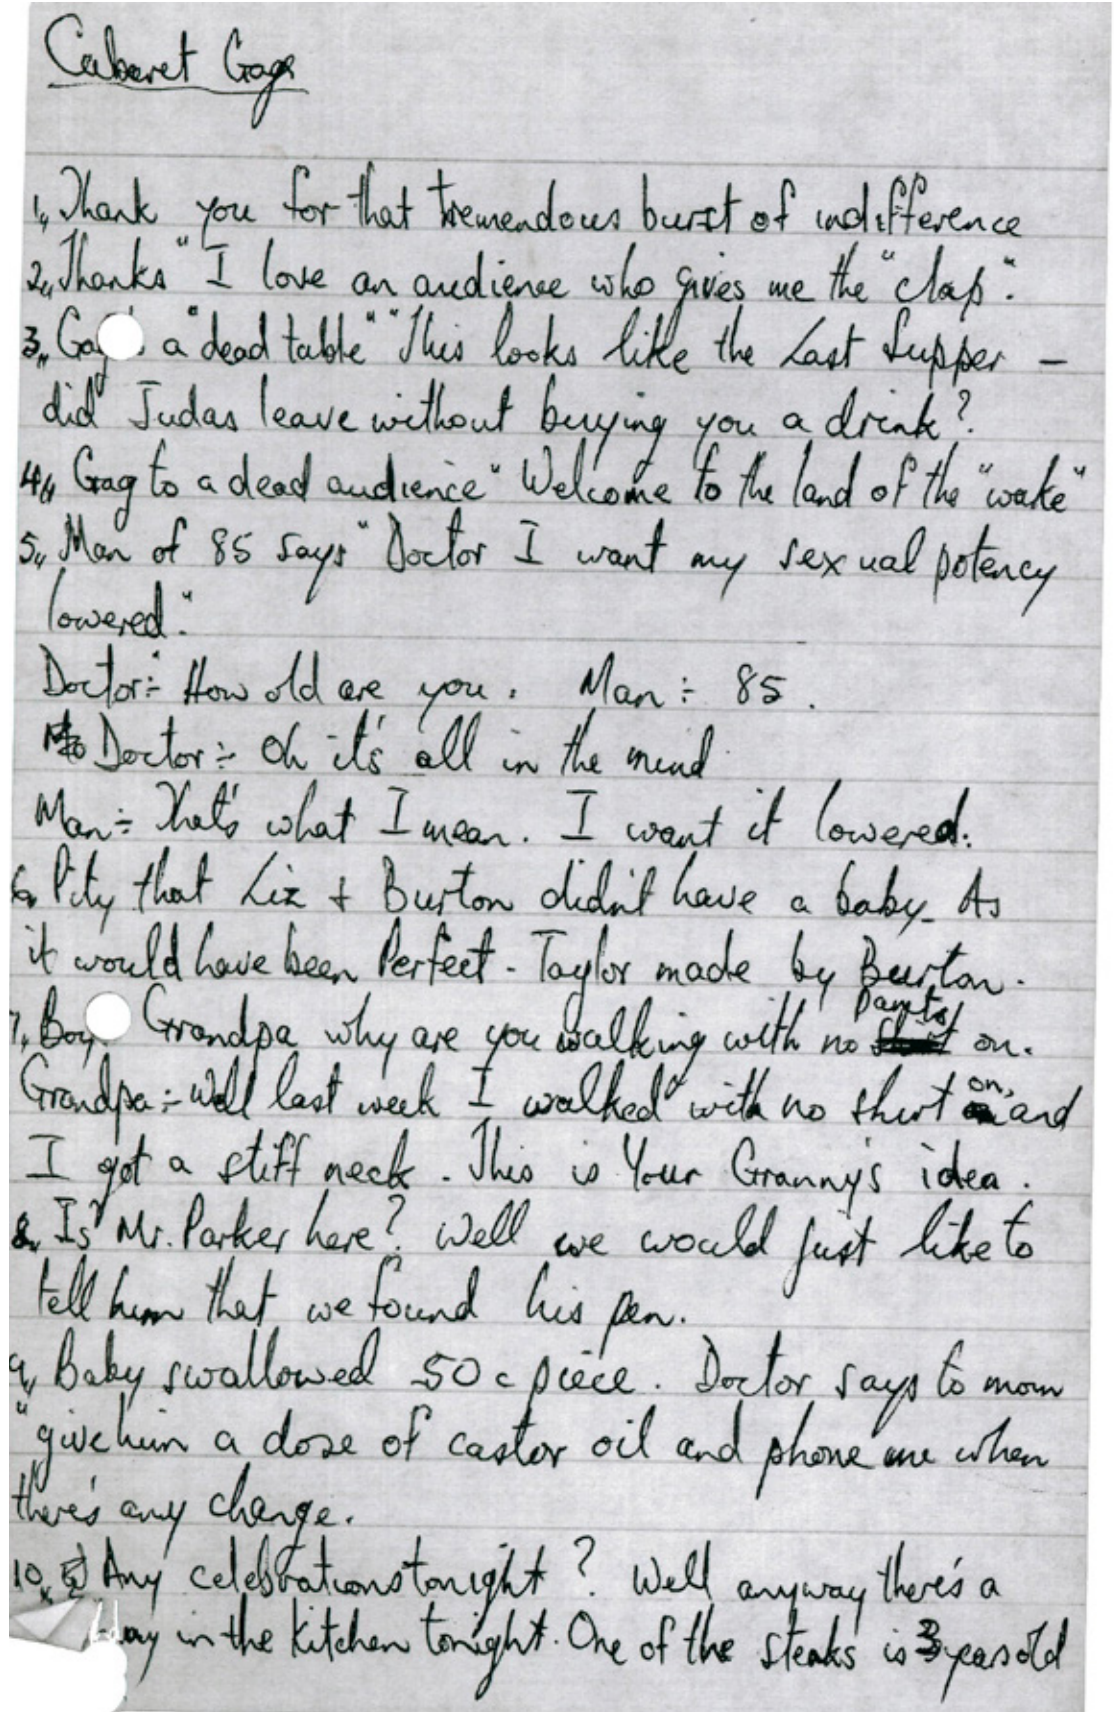 Cabaret Gags
1,, Thank you for that tremendous burst of indifference
2,, Thanks " I love an audience who gives me the "clap".
3,, a "dead table" "This looks like the Last Supper -
did Judas leave without buying you a drink?
4,, Gag to a dead audience "Welcome to the land of the "wake"
5,, Man of 85 says "Doctor I want my sexual potency
lowered".
Doctor:- How old are you. Man:- 85.
Doctor:- Oh it's all in the mind
Man:- That's what I mean. I want it lowered.
6,, Pity that Liz + Burton didn't have a baby. As
it would have been Perfect - Taylor made by Burton.
7,, Boy Grandpa why are you walking with no pants on.
Grandpa:- Well last week I walked with no shirt on, and
I got a stiff neck. This is Your Granny's idea.
8,, Is Mr. Parker here? Well we would just like to
tell him that we found his pen.
9,, Baby swallowed 50c piece. Doctor says to mom
"give him a dose of castor oil and phone me when
there's any change.
10,, Any celebrations tonight? Well anyway there's a
in the kitchen tonight. One of the steaks is 3 years old